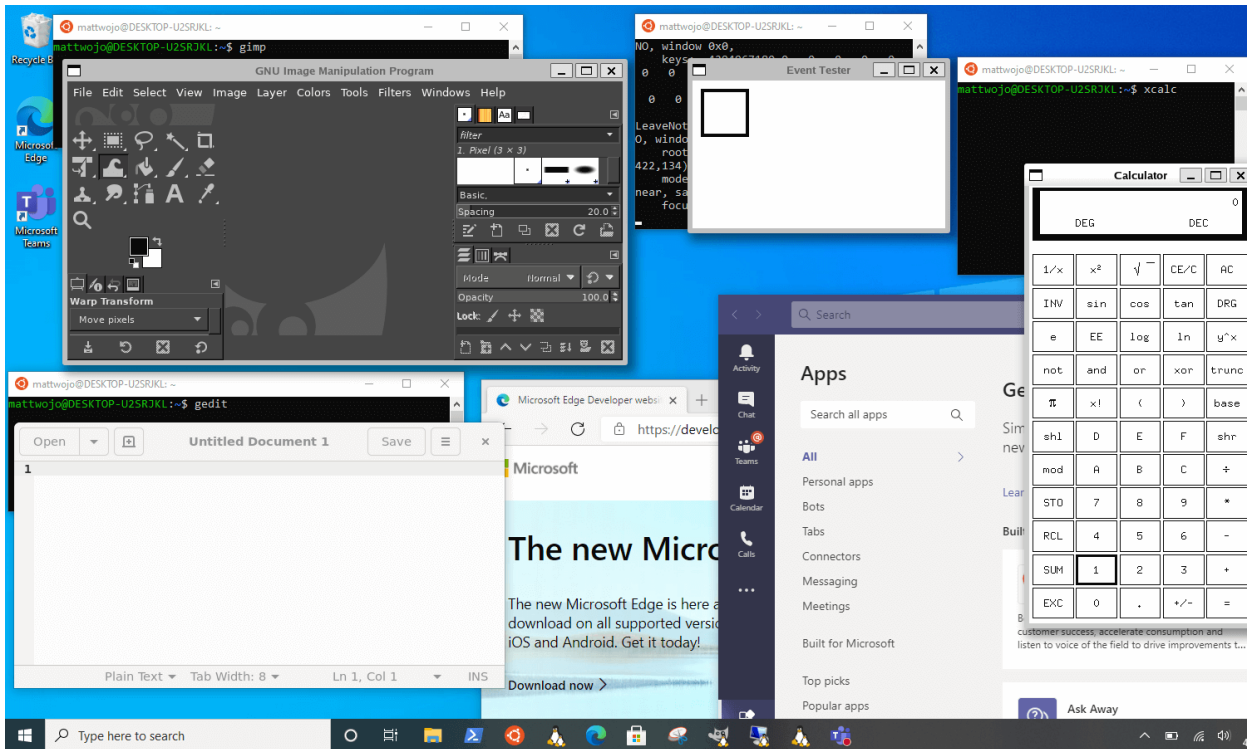 Recycle B
Microsoft Edge
Microsoft Teams
mattwojo@DESKTOP-U2SRJKL: ~
mattwojo@DESKTOP-U2SRJKL:~$ gimp
GNU Image Manipulation Program
File Edit Select View Image Layer Colors Tools Filters Windows Help
Aa
filter
1. Pixel (3 × 3)
Basic,
Spacing 20.0
Mode Normal
Opacity 100.0
Lock:
Warp Transform
Move pixels
mattwojo@DESKTOP-U2SRJKL: ~
NO, window 0x0,
0 0
0 0
LeaveNot
O, windo
root
422,134)
mode
near, sa
focu
Event Tester
mattwojo@DESKTOP-U2SRJKL: ~
mattwojo@DESKTOP-U2SRJKL:~$ xcalc
Calculator
0
DEG DEC
1/x x² √ CE/C AC
INV sin cos tan DRG
e EE log ln y^x
not and or xor trunc
π x! ( ) base
shl D E F shr
mod A B C ÷
STO 7 8 9 *
RCL 4 5 6 -
SUM 1 2 3 +
EXC 0 . +/- =
mattwojo@DESKTOP-U2SRJKL: ~
mattwojo@DESKTOP-U2SRJKL:~$ gedit
Open Untitled Document 1 Save
1
Plain Text Tab Width: 8 Ln 1, Col 1 INS
Microsoft Edge Developer websi
https://develo
Microsoft
The new Micro
The new Microsoft Edge is here a
download on all supported versio
iOS and Android. Get it today!
Download now
Search
Activity
Chat
Teams
Calendar
Calls
Apps
Search all apps
All
Personal apps
Bots
Tabs
Connectors
Messaging
Meetings
Built for Microsoft
Top picks
Popular apps
Ge
Sim
new
Lear
Buil
B
customer success, accelerate consumption and
listen to voice of the field to drive improvements t...
Ask Away
Type here to search